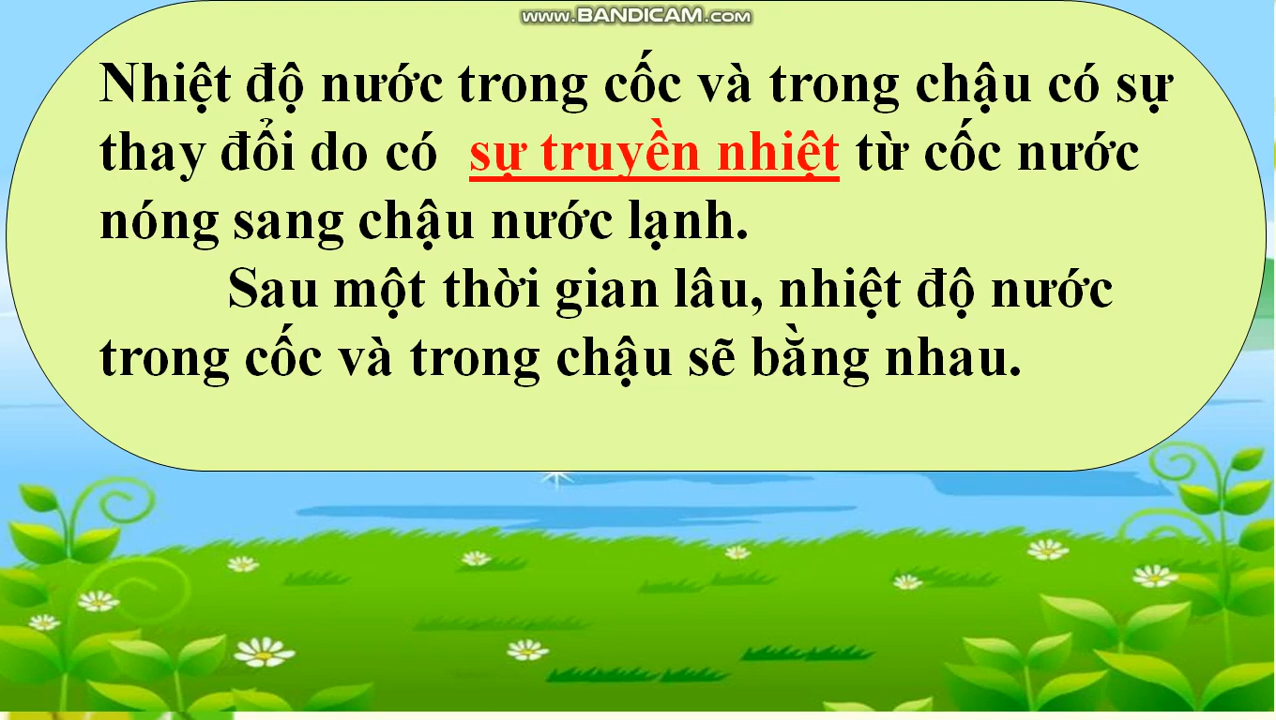 www.BANDICAM.com
Nhiệt độ nước trong cốc và trong chậu có sự
thay đổi do có sự truyền nhiệt từ cốc nước
nóng sang chậu nước lạnh.
Sau một thời gian lâu, nhiệt độ nước
trong cốc và trong chậu sẽ bằng nhau.